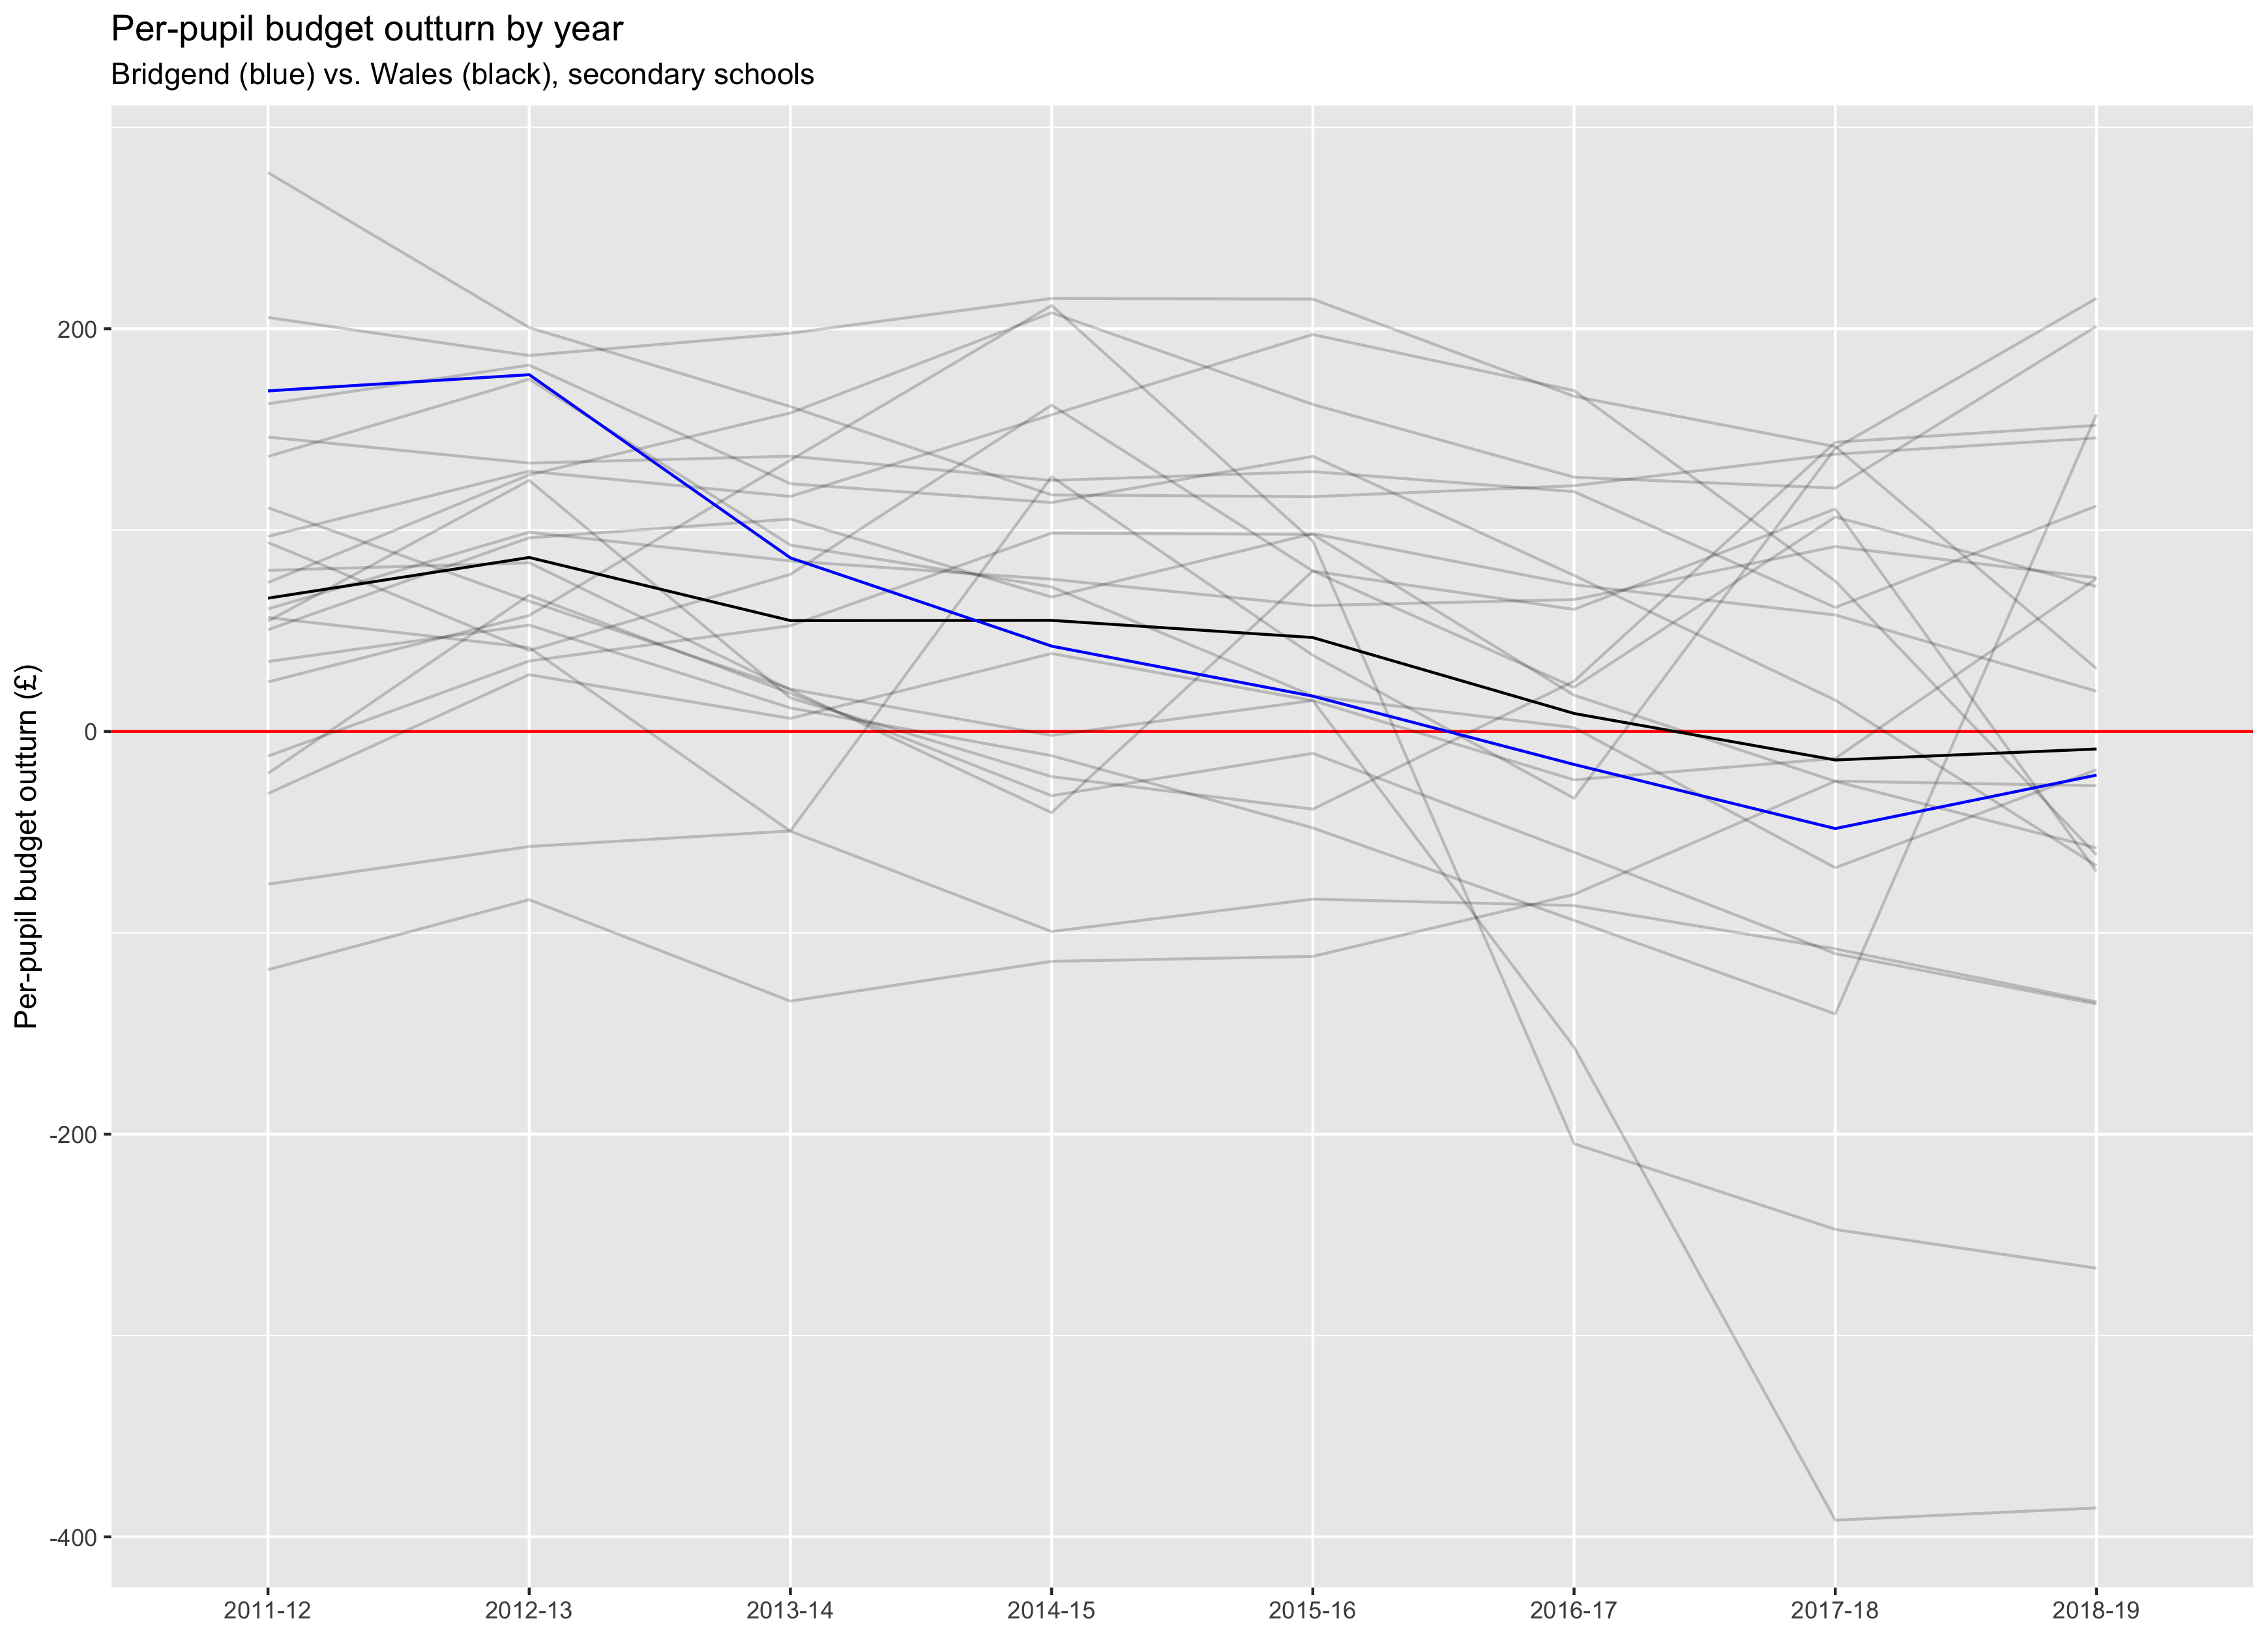 Per-pupil budget outturn by year
Bridgend (blue) vs. Wales (black), secondary schools
Per-pupil budget outturn (£)
200
0
-200
-400
2011-12 2012-13 2013-14 2014-15 2015-16 2016-17 2017-18 2018-19